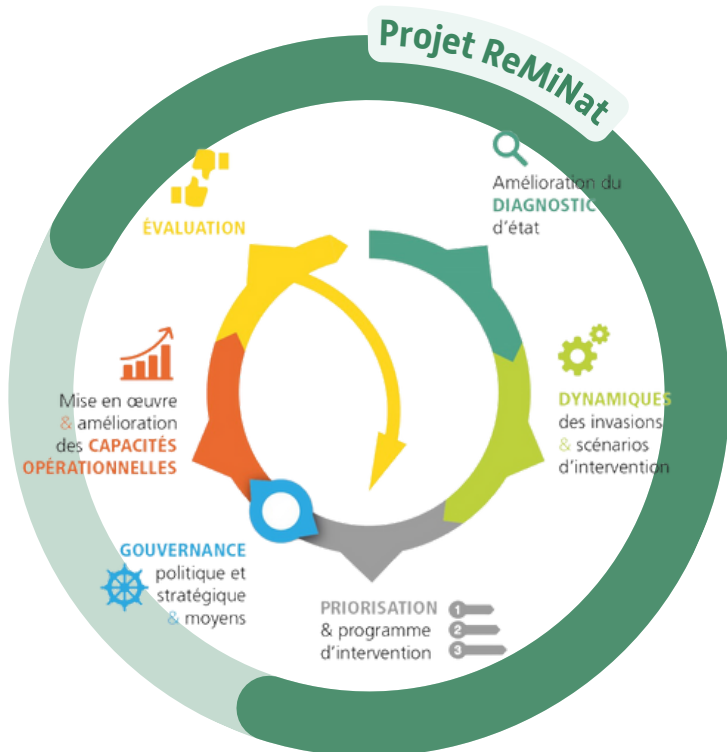 Projet ReMiNat
Amélioration du
DIAGNOSTIC
d'état
DYNAMIQUES
des invasions
& scénarios
d'intervention
PRIORISATION
& programme
d'intervention
1
2
3
GOUVERNANCE
politique et
stratégique
& moyens
Mise en œuvre
& amélioration
des CAPACITÉS
OPÉRATIONNELLES
ÉVALUATION